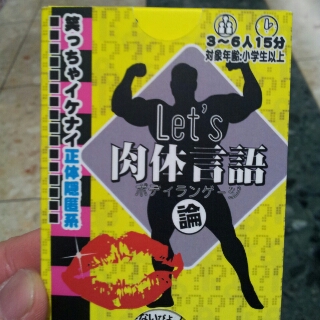 3～6人15分
対象年齢:小学生以上
笑っちゃイケナイ正体隠匿系
Let's
肉体言語
ボディランゲージ
編